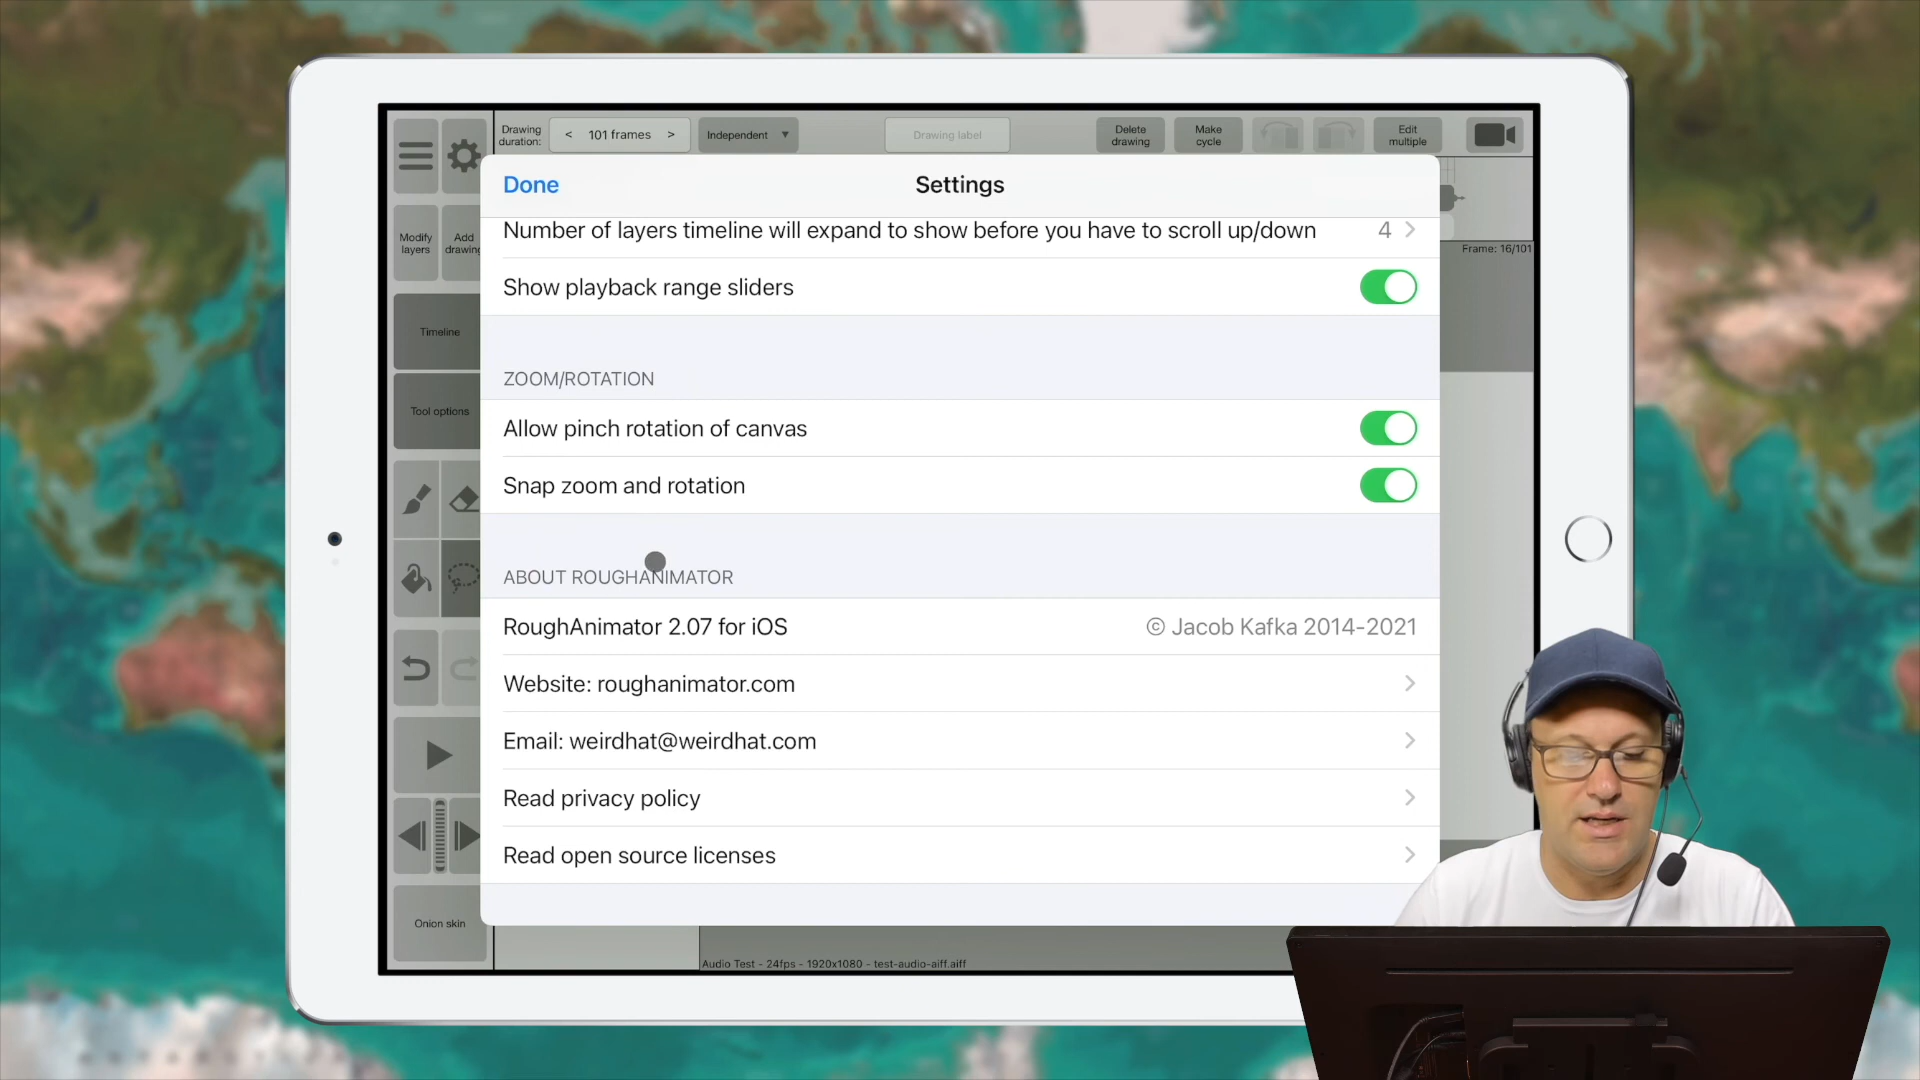 Drawing
duration:
< 101 frames >
Independent
Drawing label
Delete
drawing
Make
cycle
Edit
multiple
Done
Settings
Modify
layers
Add
drawing
Number of layers timeline will expand to show before you have to scroll up/down 4
Frame: 16/101
Show playback range sliders
Timeline
ZOOM/ROTATION
Tool options
Allow pinch rotation of canvas
Snap zoom and rotation
ABOUT ROUGHANIMATOR
RoughAnimator 2.07 for iOS © Jacob Kafka 2014-2021
Website: roughanimator.com
Email: weirdhat@weirdhat.com
Read privacy policy
Read open source licenses
Onion skin
Audio Test - 24fps - 1920x1080 - test-audio-aiff.aiff